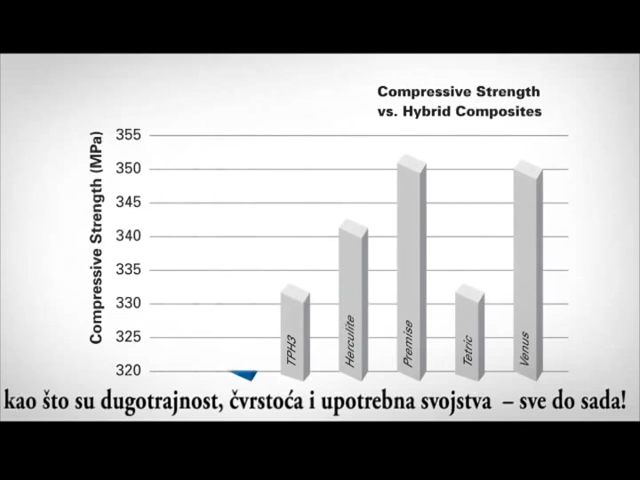 Compressive Strength
vs. Hybrid Composites
Compressive Strength (MPa)
355
350
345
340
335
330
325
320
TPH3
Herculite
Premise
Tetric
Venus
kao što su dugotrajnost, čvrstoća i upotrebna svojstva – sve do sada!